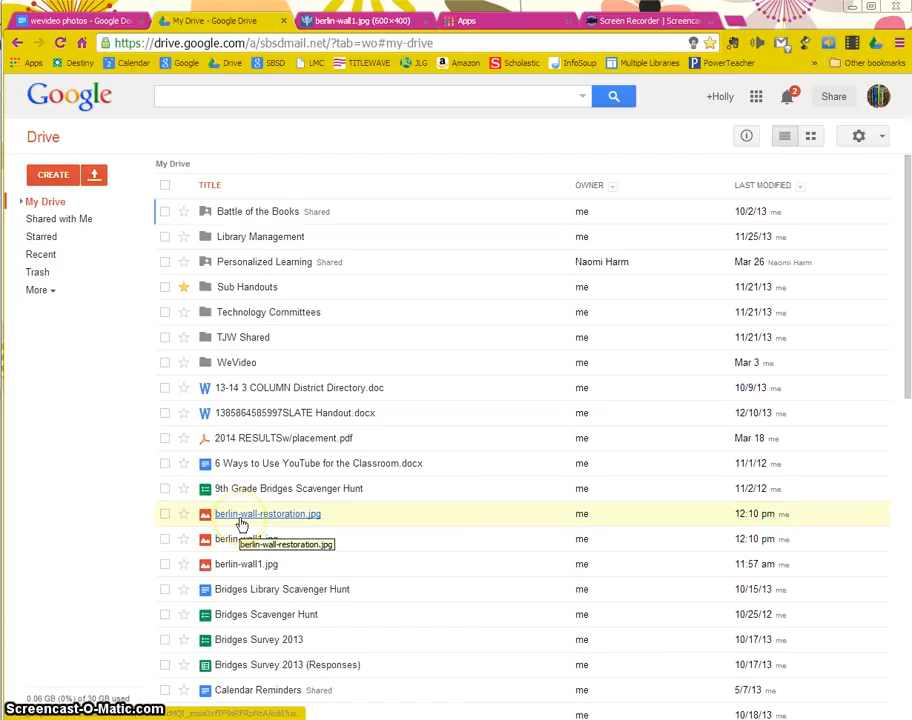 wevideo photos - Google Do
My Drive - Google Drive
berlin-wall1.jpg (600×400)
Apps
Screen Recorder | Screenca
https://drive.google.com/a/sbsdmail.net/?tab=wo#my-drive
Apps
Destiny
Calendar
Google
Drive
SBSD
LMC
TITLEWAVE
JLG
Amazon
Scholastic
InfoSoup
Multiple Libraries
PowerTeacher
»
Other bookmarks
Google
+Holly
2
Share
Drive
CREATE
My Drive
Shared with Me
Starred
Recent
Trash
More
My Drive
TITLE OWNER LAST MODIFIED
Battle of the Books Shared me 10/2/13 me
Library Management me 11/25/13 me
Personalized Learning Shared Naomi Harm Mar 26 Naomi Harm
Sub Handouts me 11/21/13 me
Technology Committees me 11/21/13 me
TJW Shared me 11/21/13 me
WeVideo me Mar 3 me
13-14 3 COLUMN District Directory.doc me 10/9/13 me
1385864585997SLATE Handout.docx me 12/10/13 me
2014 RESULTSw/placement.pdf me Mar 18 me
6 Ways to Use YouTube for the Classroom.docx me 11/1/12 me
9th Grade Bridges Scavenger Hunt me 11/2/12 me
berlin-wall-restoration.jpg me 12:10 pm me
berlin-wall1.jpg me 12:10 pm me
berlin-wall-restoration.jpg
berlin-wall1.jpg me 11:57 am me
Bridges Library Scavenger Hunt me 10/15/13 me
Bridges Scavenger Hunt me 10/25/12 me
Bridges Survey 2013 me 10/17/13 me
Bridges Survey 2013 (Responses) me 10/17/13 me
Calendar Reminders Shared me 5/7/13 me
me 10/18/13 me
0.06 GB (0%) of 30 GB used
Screencast-O-Matic.com